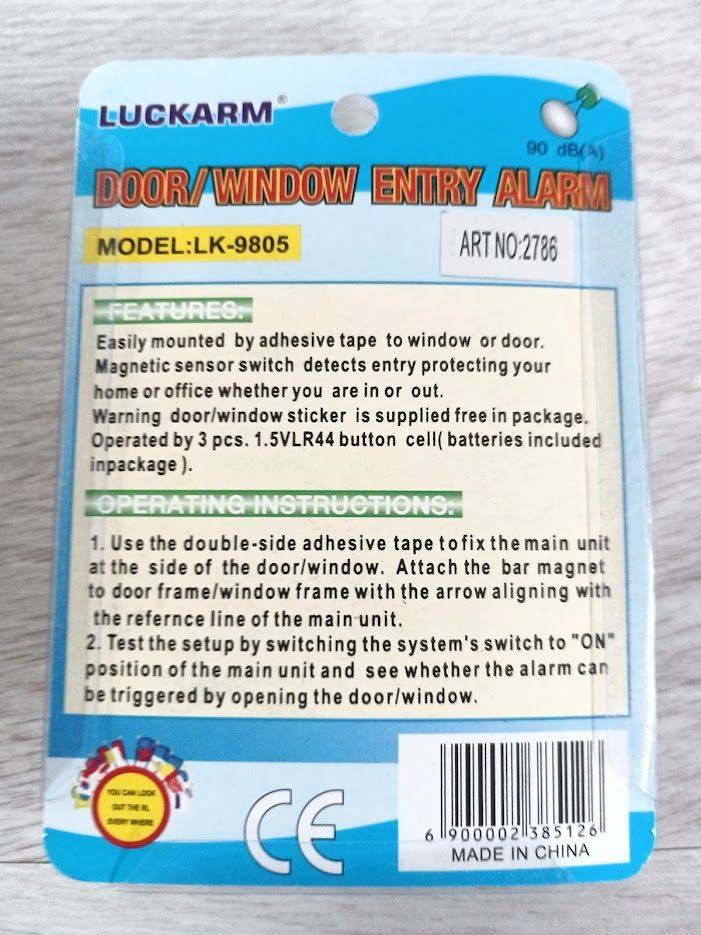 LUCKARM®
90 dB(A)
DOOR/WINDOW ENTRY ALARM
MODEL:LK-9805
ART NO:2786
FEATURES:
Easily mounted by adhesive tape to window or door.
Magnetic sensor switch detects entry protecting your
home or office whether you are in or out.
Warning door/window sticker is supplied free in package.
Operated by 3 pcs. 1.5VLR44 button cell( batteries included
inpackage ).
OPERATING INSTRUCTIONS:
1. Use the double-side adhesive tape tofix the main unit
at the side of the door/window. Attach the bar magnet
to door frame/window frame with the arrow aligning with
the refernce line of the main unit.
2. Test the setup by switching the system's switch to "ON"
position of the main unit and see whether the alarm can
be triggered by opening the door/window.
YOU CAN LOOK
OUT THE RL
EVERY WHERE
CE
6 900002 385126
MADE IN CHINA